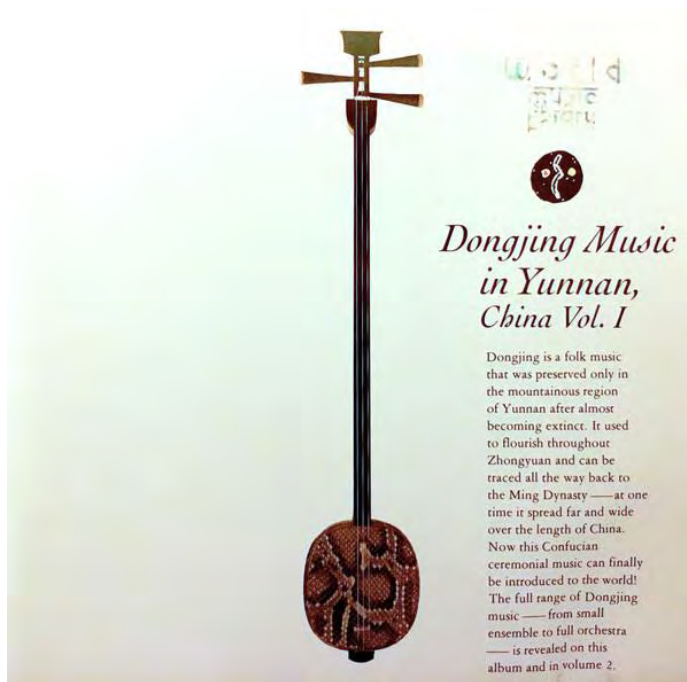 world
music
library
Dongjing Music
in Yunnan,
China Vol. I
Dongjing is a folk music
that was preserved only in
the mountainous region
of Yunnan after almost
becoming extinct. It used
to flourish throughout
Zhongyuan and can be
traced all the way back to
the Ming Dynasty — at one
time it spread far and wide
over the length of China.
Now this Confucian
ceremonial music can finally
be introduced to the world!
The full range of Dongjing
music — from small
ensemble to full orchestra
— is revealed on this
album and in volume 2.